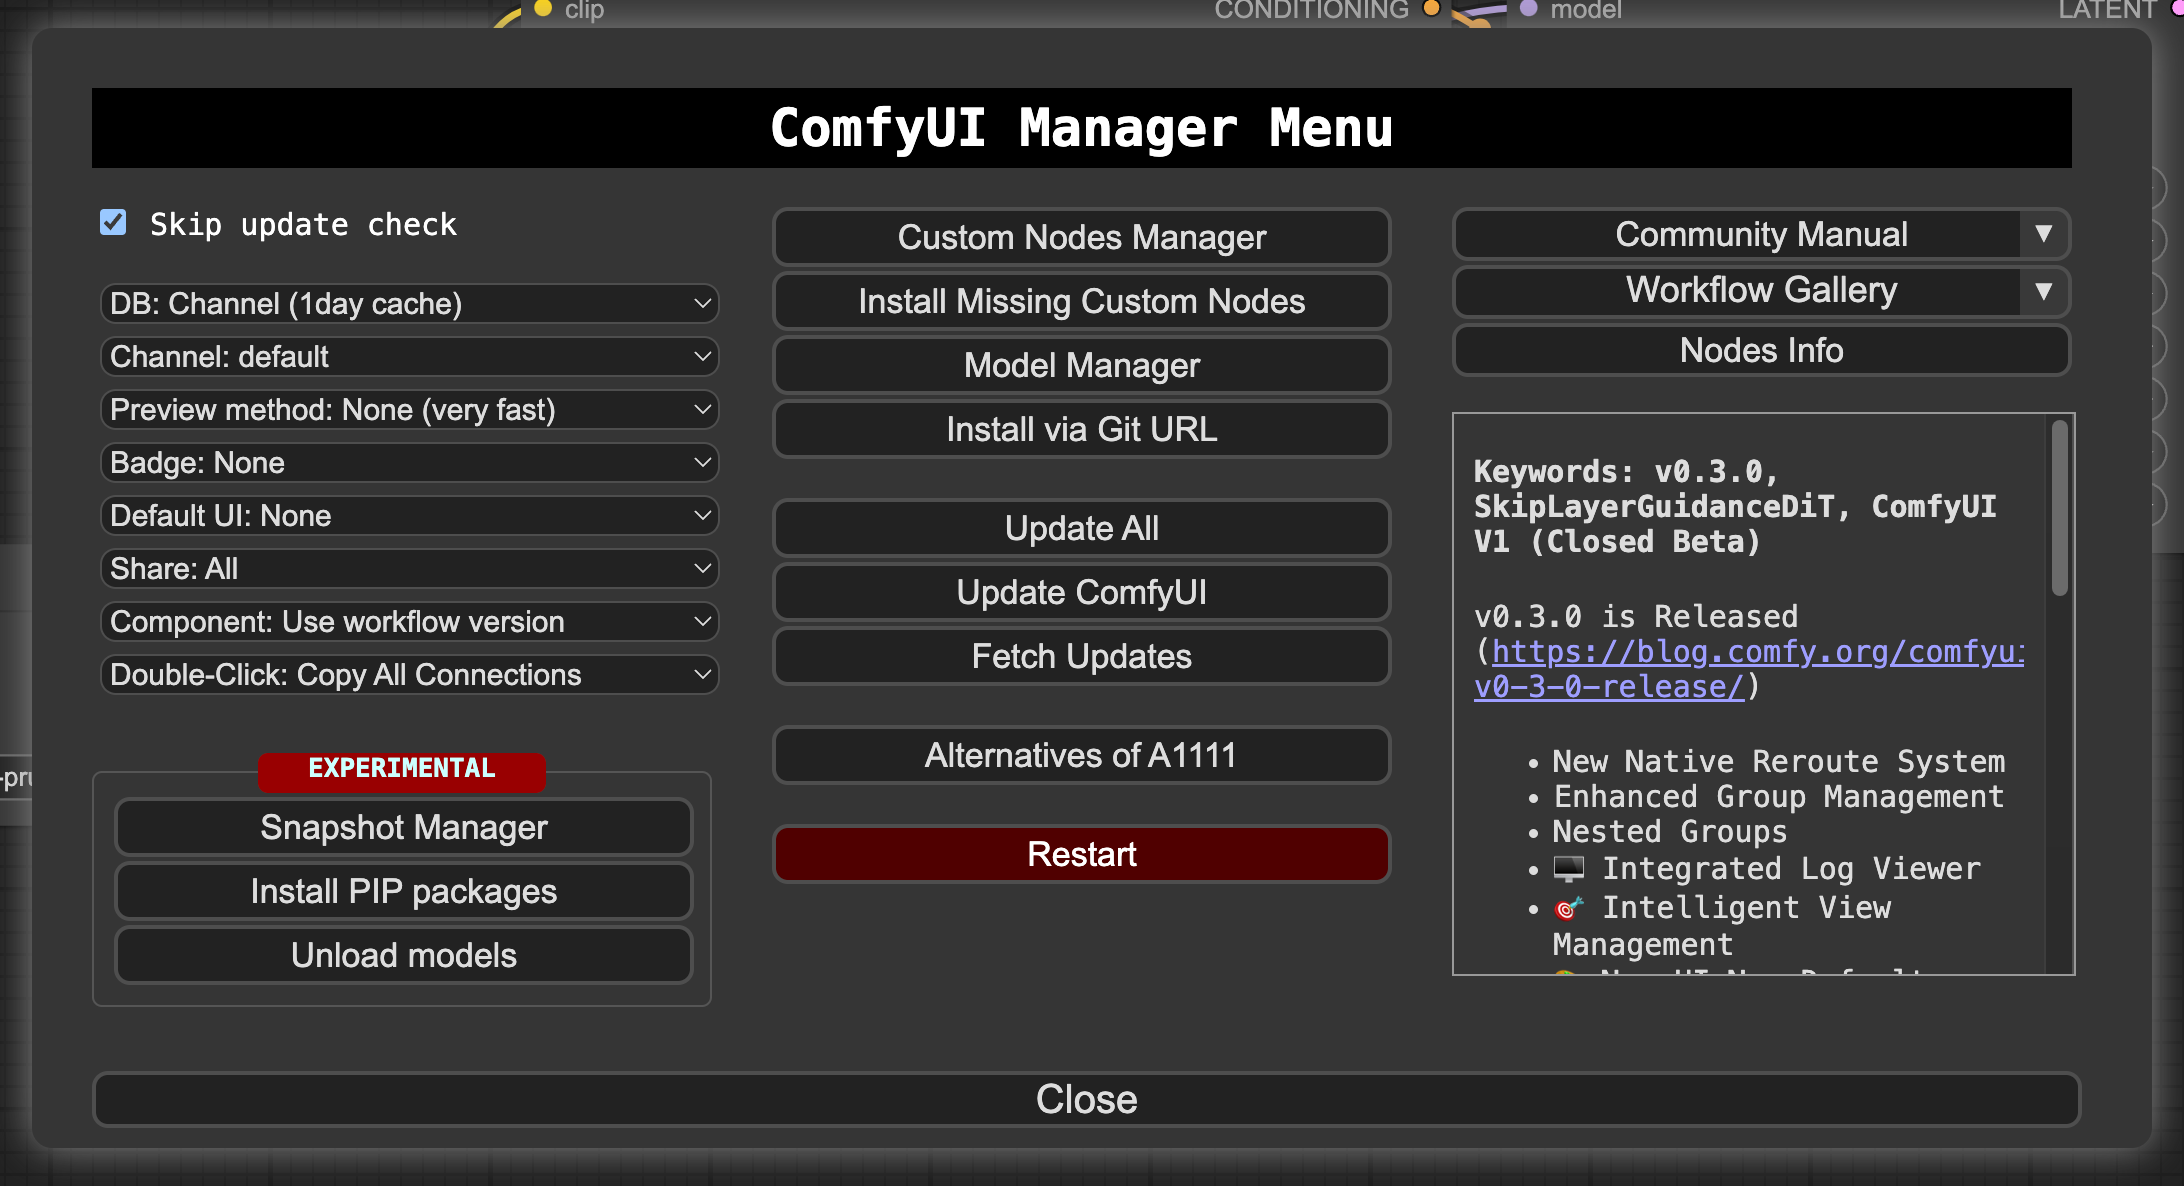 clip
CONDITIONING
model
LATENT
ComfyUI Manager Menu
Skip update check
DB: Channel (1day cache)
Channel: default
Preview method: None (very fast)
Badge: None
Default UI: None
Share: All
Component: Use workflow version
Double-Click: Copy All Connections
EXPERIMENTAL
Snapshot Manager
Install PIP packages
Unload models
-pru
Custom Nodes Manager
Install Missing Custom Nodes
Model Manager
Install via Git URL
Update All
Update ComfyUI
Fetch Updates
Alternatives of A1111
Restart
Community Manual
Workflow Gallery
Nodes Info
Keywords: v0.3.0,
SkipLayerGuidanceDiT, ComfyUI
V1 (Closed Beta)
v0.3.0 is Released
(https://blog.comfy.org/comfyui
v0-3-0-release/)
• New Native Reroute System
• Enhanced Group Management
• Nested Groups
• 🖥️ Integrated Log Viewer
• 🎯 Intelligent View
Management
Close